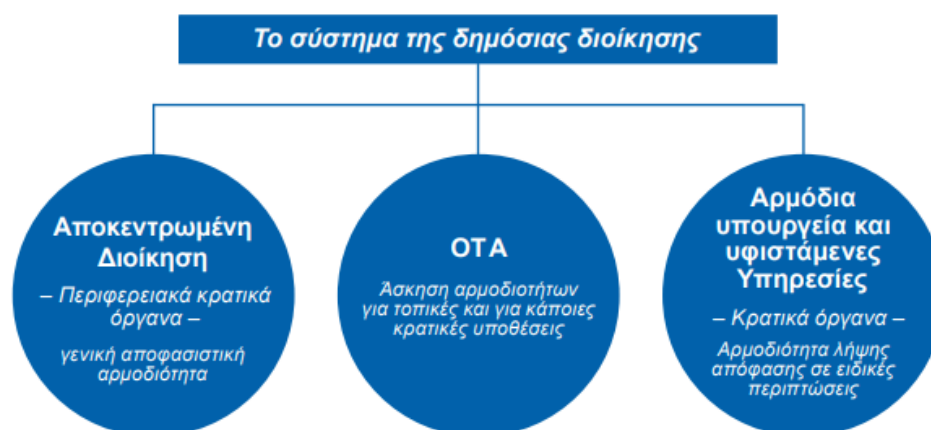 Το σύστημα της δημόσιας διοίκησης
Αποκεντρωμένη
Διοίκηση
– Περιφερειακά κρατικά
όργανα –
γενική αποφασιστική
αρμοδιότητα
ΟΤΑ
Άσκηση αρμοδιοτήτων
για τοπικές και για κάποιες
κρατικές υποθέσεις
Αρμόδια
υπουργεία και
υφιστάμενες
Υπηρεσίες
– Κρατικά όργανα –
Αρμοδιότητα λήψης
απόφασης σε ειδικές
περιπτώσεις